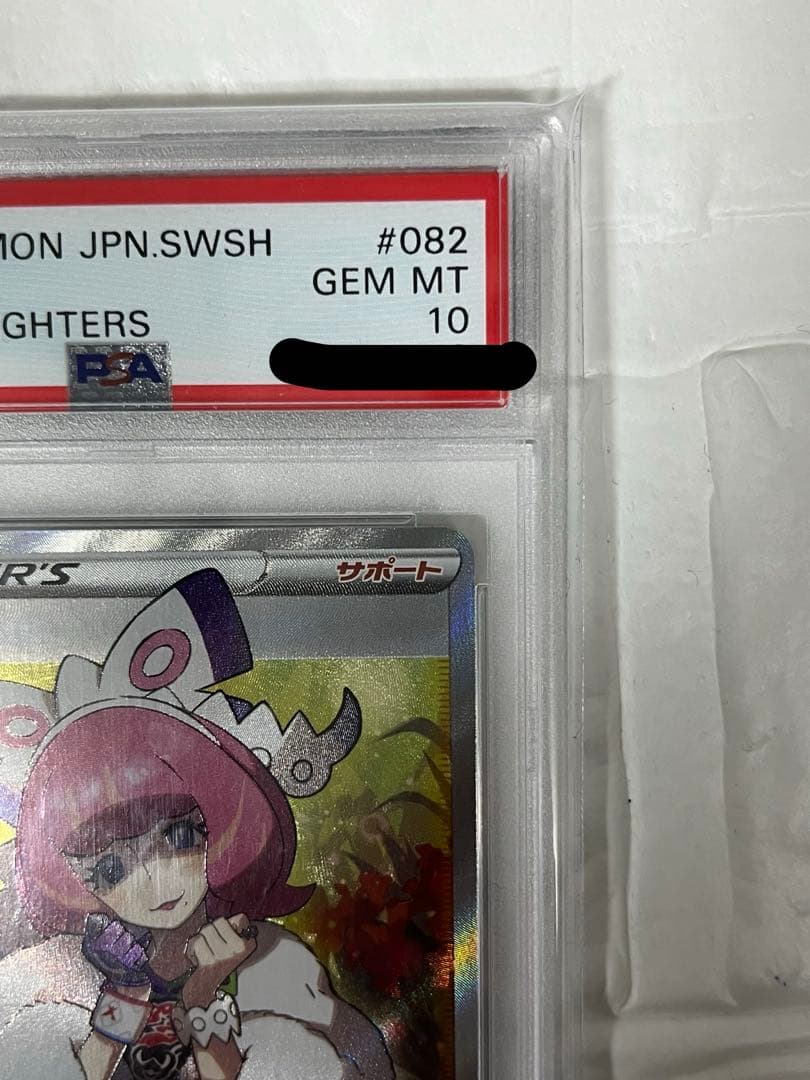 MON JPN.SWSH #082
GEM MT
GHTERS 10
PSA
R'S サポート